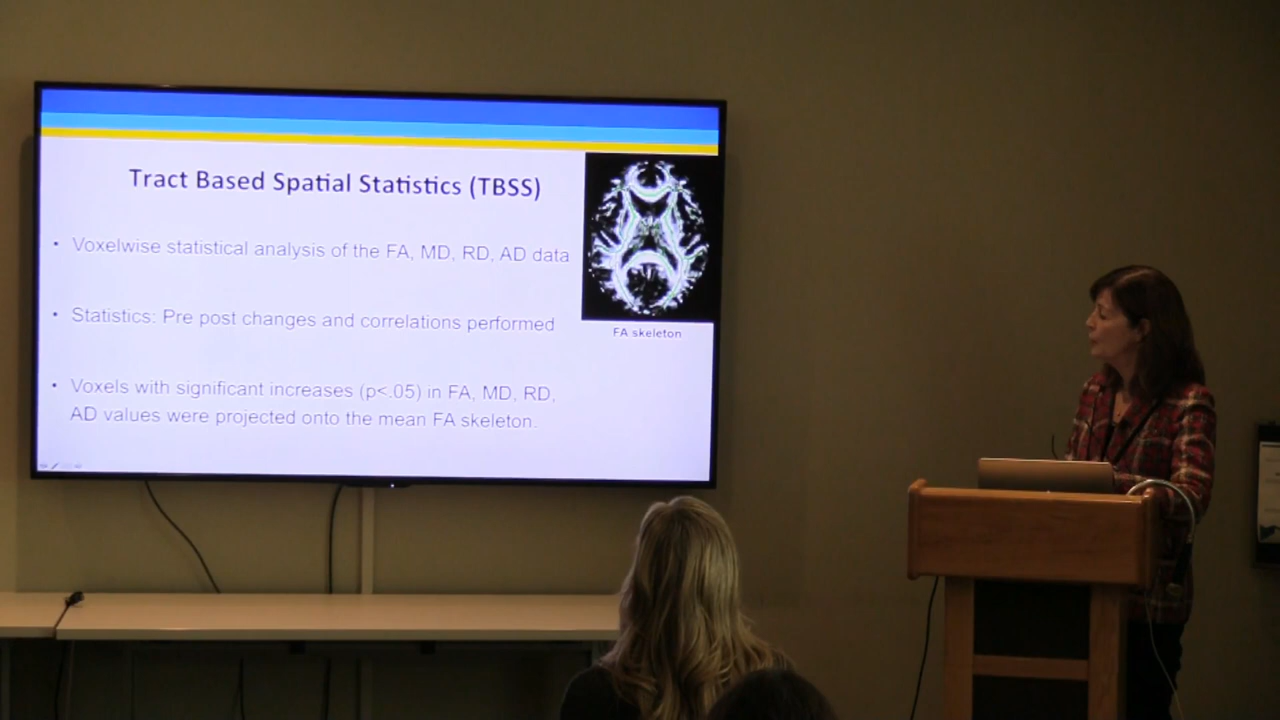 Tract Based Spatial Statistics (TBSS)
• Voxelwise statistical analysis of the FA, MD, RD, AD data
• Statistics: Pre post changes and correlations performed
FA skeleton
• Voxels with significant increases (p<.05) in FA, MD, RD,
AD values were projected onto the mean FA skeleton.